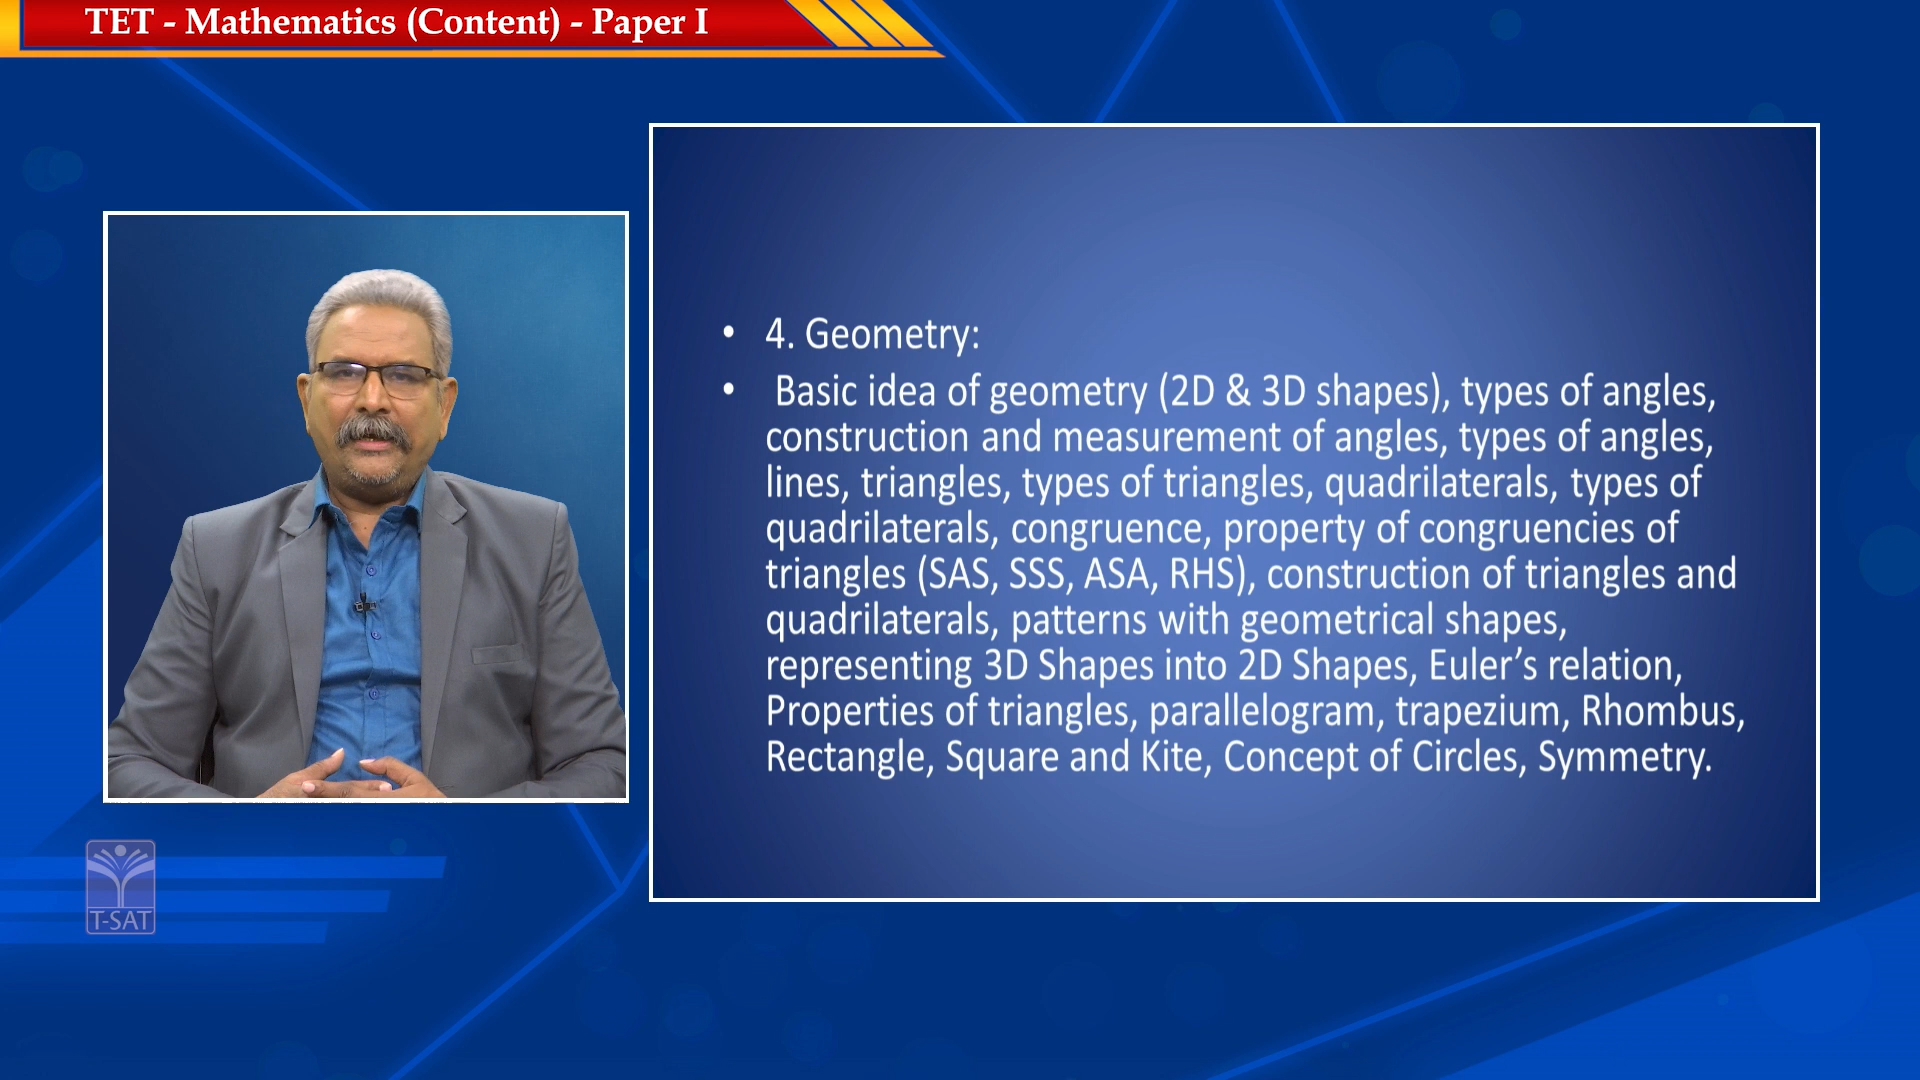 TET - Mathematics (Content) - Paper I
• 4. Geometry:
• Basic idea of geometry (2D & 3D shapes), types of angles,
construction and measurement of angles, types of angles,
lines, triangles, types of triangles, quadrilaterals, types of
quadrilaterals, congruence, property of congruencies of
triangles (SAS, SSS, ASA, RHS), construction of triangles and
quadrilaterals, patterns with geometrical shapes,
representing 3D Shapes into 2D Shapes, Euler’s relation,
Properties of triangles, parallelogram, trapezium, Rhombus,
Rectangle, Square and Kite, Concept of Circles, Symmetry.
T-SAT